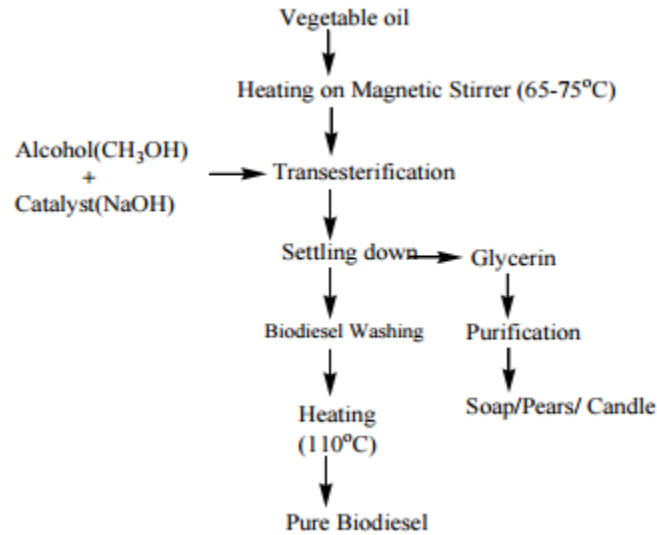 Vegetable oil
Heating on Magnetic Stirrer (65-75°C)
Alcohol(CH₃OH)
+
Catalyst(NaOH)
Transesterification
Settling down
Glycerin
Biodiesel Washing
Purification
Heating
(110°C)
Soap/Pears/ Candle
Pure Biodiesel